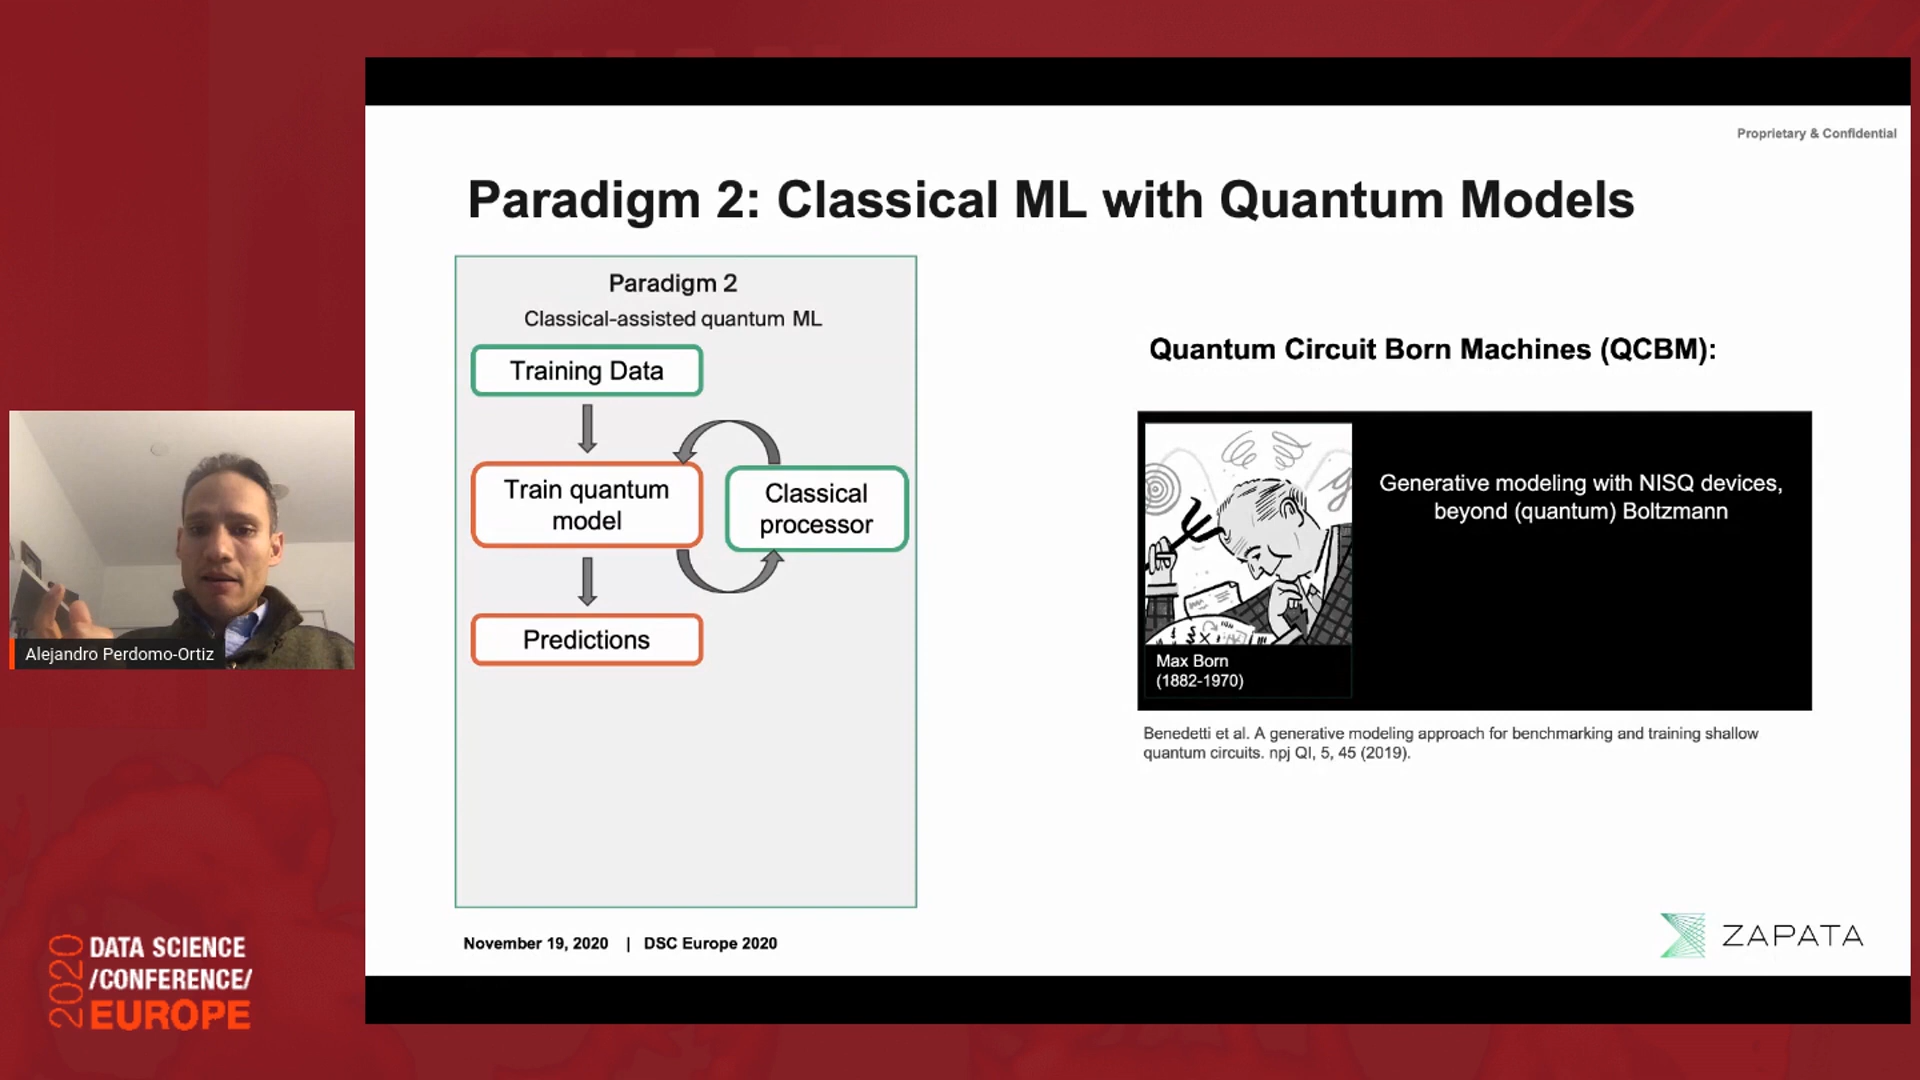 Proprietary & Confidential
Paradigm 2: Classical ML with Quantum Models
Paradigm 2
Classical-assisted quantum ML
Training Data
Train quantum
model
Classical
processor
Predictions
Quantum Circuit Born Machines (QCBM):
Generative modeling with NISQ devices,
beyond (quantum) Boltzmann
Max Born
(1882-1970)
Benedetti et al. A generative modeling approach for benchmarking and training shallow
quantum circuits. npj QI, 5, 45 (2019).
November 19, 2020 | DSC Europe 2020
ZAPATA
Alejandro Perdomo-Ortiz
2020
DATA SCIENCE
/CONFERENCE/
EUROPE